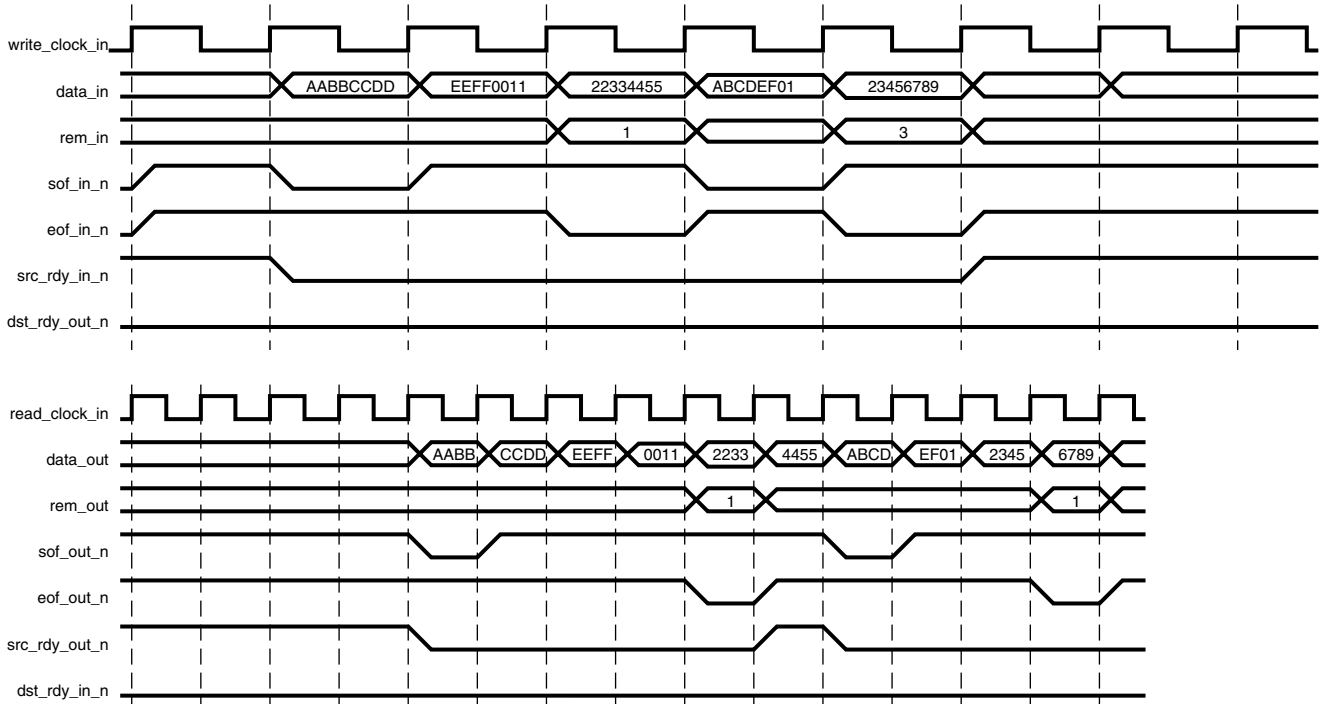 write_clock_in
data_in AABBCCDD EEFF0011 22334455 ABCDEF01 23456789
rem_in 1 3
sof_in_n
eof_in_n
src_rdy_in_n
dst_rdy_out_n
read_clock_in
data_out AABB CCDD EEFF 0011 2233 4455 ABCD EF01 2345 6789
rem_out 1 1
sof_out_n
eof_out_n
src_rdy_out_n
dst_rdy_in_n